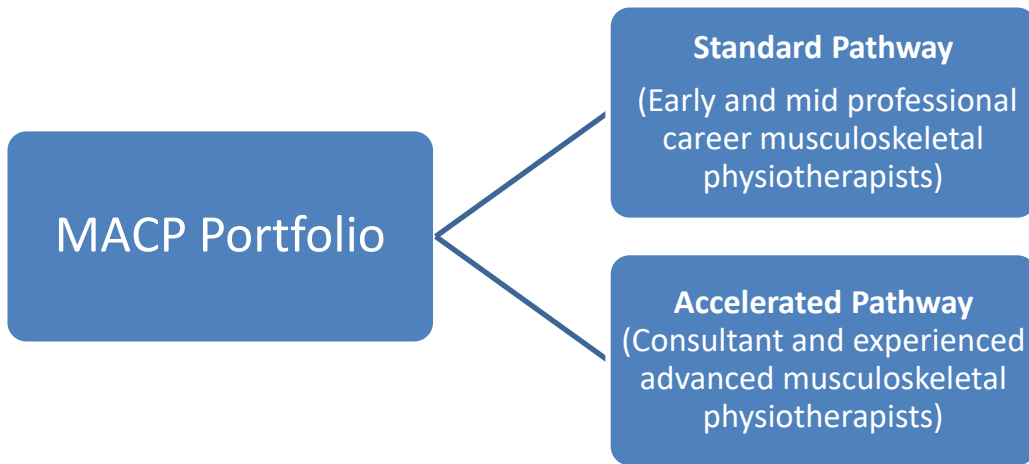 MACP Portfolio
Standard Pathway
(Early and mid professional
career musculoskeletal
physiotherapists)
Accelerated Pathway
(Consultant and experienced
advanced musculoskeletal
physiotherapists)